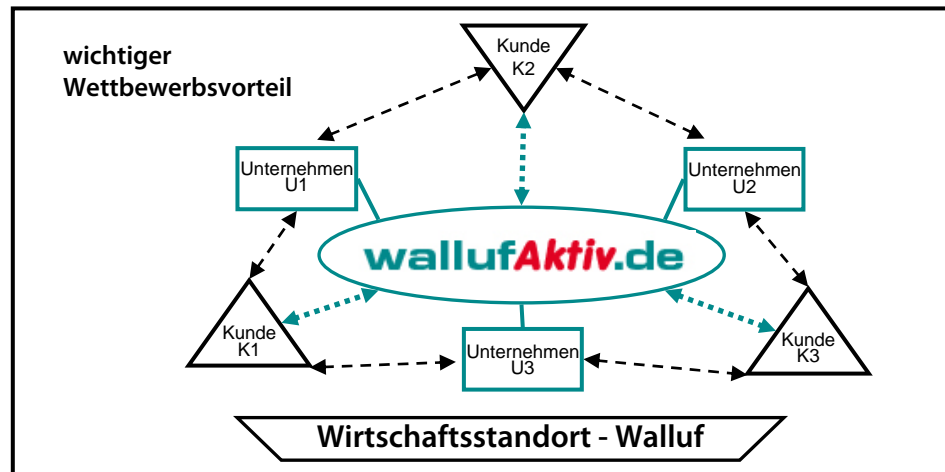 wichtiger
Wettbewerbsvorteil
Kunde
K2
Unternehmen
U1
Unternehmen
U2
wallufAktiv.de
Kunde
K1
Unternehmen
U3
Kunde
K3
Wirtschaftsstandort - Walluf